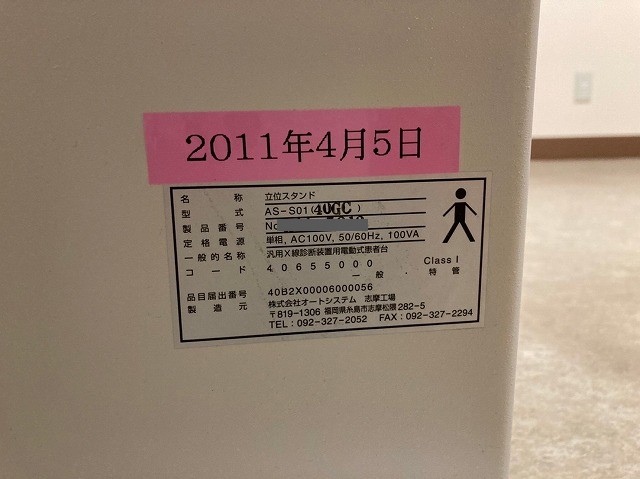 2011年4月5日
名称 立位スタンド
型式 AS-S01(40GC)
製品番号 No
定格電源 単相, AC100V, 50/60Hz, 100VA
一般的名称 汎用X線診断装置用電動式患者台
コード 40655000
Class I
一般・特管
品目届出番号 40B2X00006000056
製造元 株式会社オートシステム 志摩工場
〒819-1306 福岡県糸島市志摩松隈282-5
TEL：092-327-2052 FAX：092-327-2294